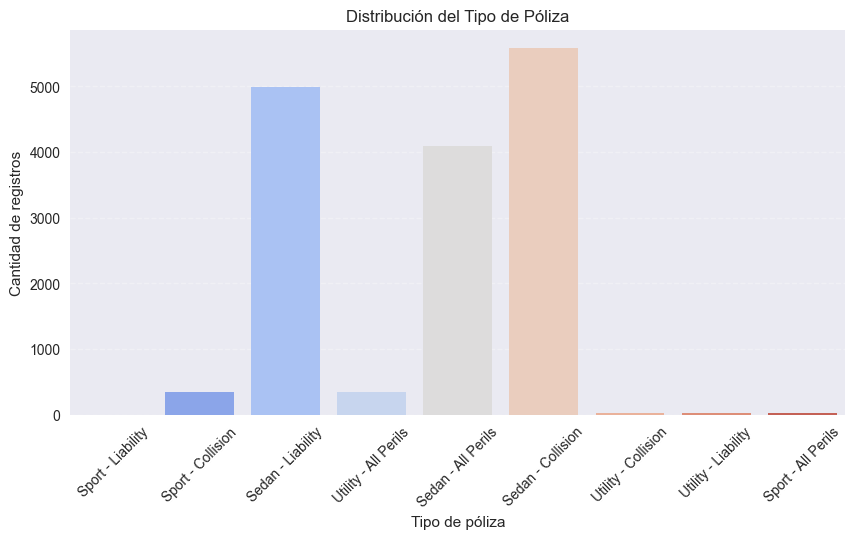 Distribución del Tipo de Póliza
Cantidad de registros
5000
4000
3000
2000
1000
0
Sport - Liability
Sport - Collision
Sedan - Liability
Utility - All Perils
Sedan - All Perils
Sedan - Collision
Utility - Collision
Utility - Liability
Sport - All Perils
Tipo de póliza